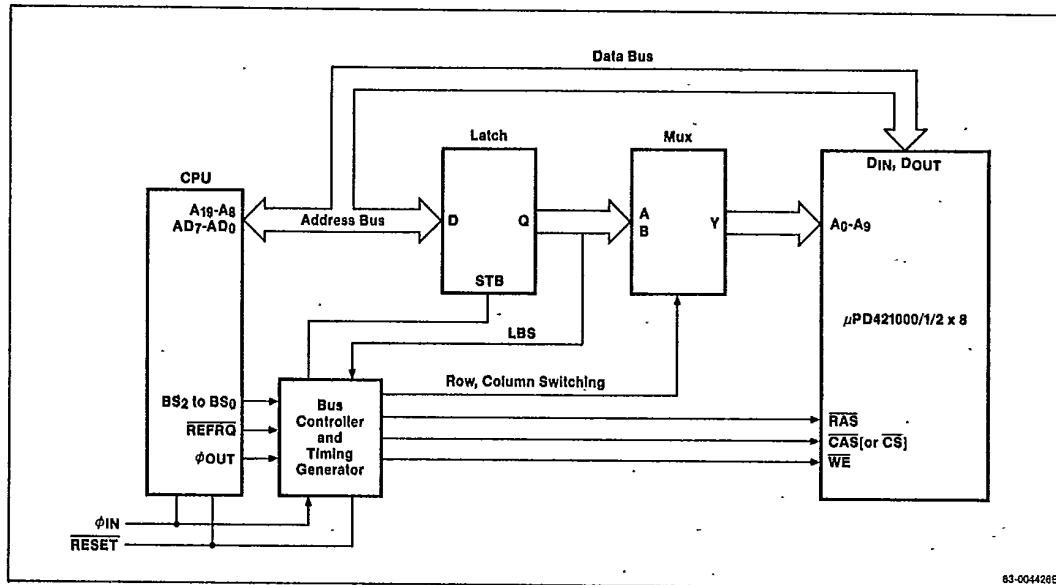 Data Bus
Latch
Mux
CPU
DIN, DOUT
A19-A8
AD7-AD0
Address Bus
D
Q
A
B
Y
A0-A9
STB
μPD421000/1/2 x 8
LBS
Row, Column Switching
BS2 to BS0
REFRQ
ϕOUT
Bus
Controller
and
Timing
Generator
RAS
CAS[or CS]
WE
ϕIN
RESET
83-004426B